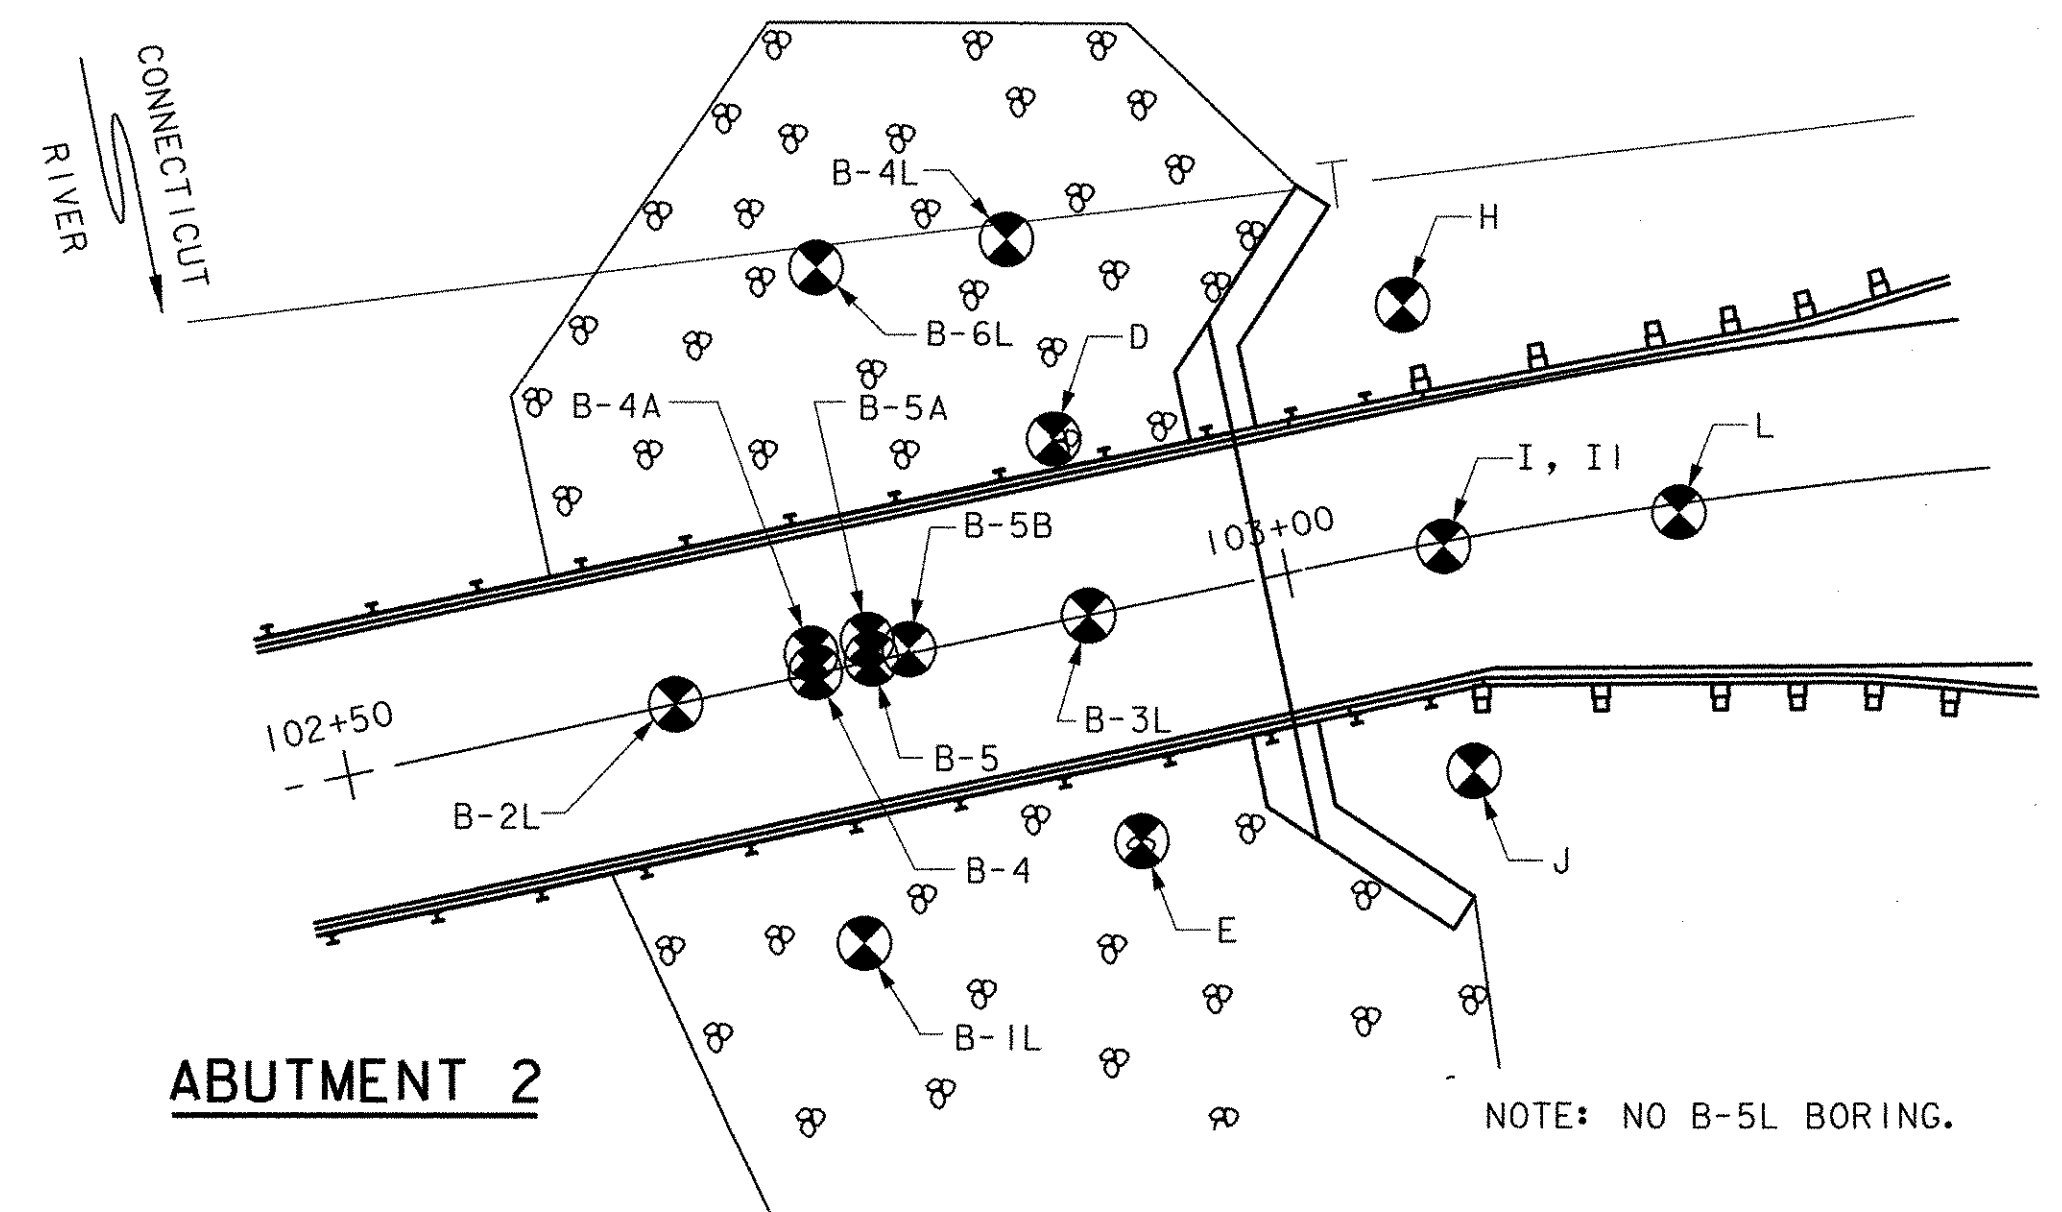 CONNECTICUT
RIVER
B-4L
H
B-6L
D
B-4A
B-5A
L
I, I1
B-5B
103+00
102+50
B-3L
B-5
B-2L
B-4
J
E
B-1L
ABUTMENT 2
NOTE: NO B-5L BORING.